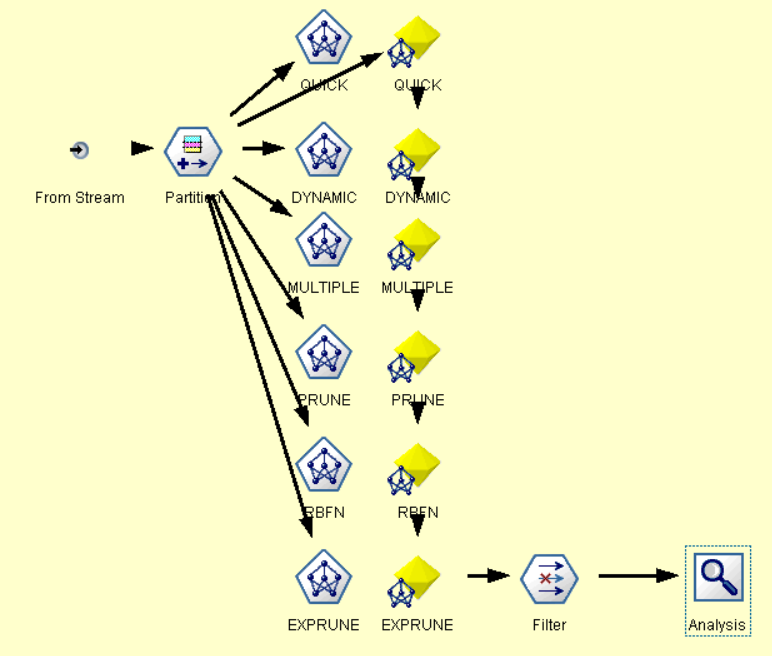 QUICK QUICK
From Stream Partition DYNAMIC DYNAMIC
MULTIPLE MULTIPLE
PRUNE PRUNE
RBFN RBFN
EXPRUNE EXPRUNE Filter Analysis